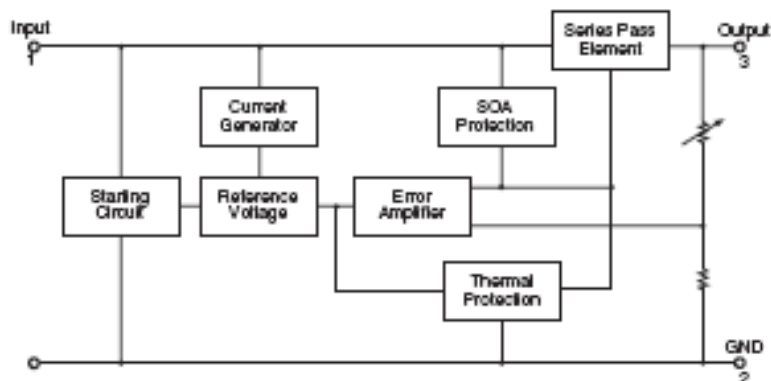 Input
1
Series Pass
Element
Output
3
Current
Generator
SOA
Protection
Starting
Circuit
Reference
Voltage
Error
Amplifier
Thermal
Protection
GND
2